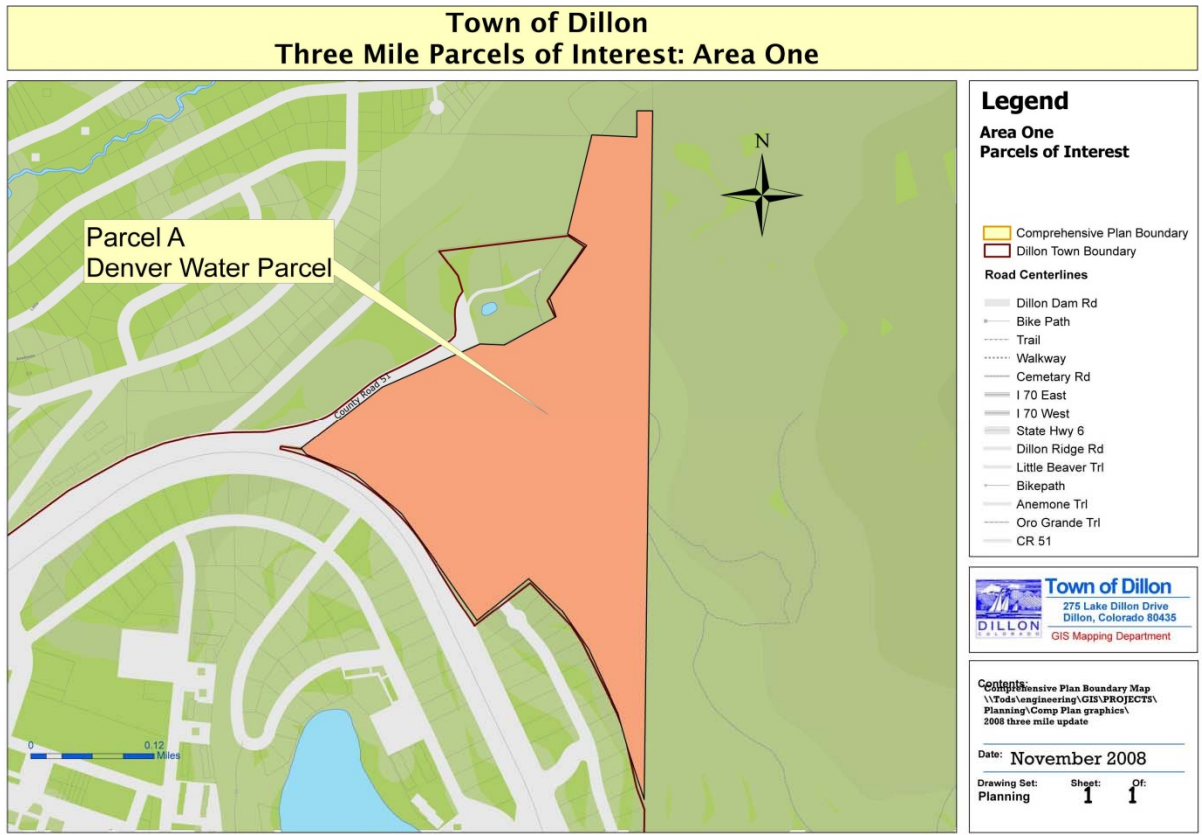 Town of Dillon
Three Mile Parcels of Interest: Area One
N
Parcel A
Denver Water Parcel
County Road 51
0
0.12
Miles
Legend
Area One
Parcels of Interest
Comprehensive Plan Boundary
Dillon Town Boundary
Road Centerlines
Dillon Dam Rd
Bike Path
Trail
Walkway
Cemetary Rd
I 70 East
I 70 West
State Hwy 6
Dillon Ridge Rd
Little Beaver Trl
Bikepath
Anemone Trl
Oro Grande Trl
CR 51
DILLON
COLORADO
Town of Dillon
275 Lake Dillon Drive
Dillon, Colorado 80435
GIS Mapping Department
Contents:
Comprehensive Plan Boundary Map
\\Tods\engineering\GIS\PROJECTS\
Planning\Comp Plan graphics\
2008 three mile update
Date: November 2008
Drawing Set: Sheet: Of:
Planning 1 1